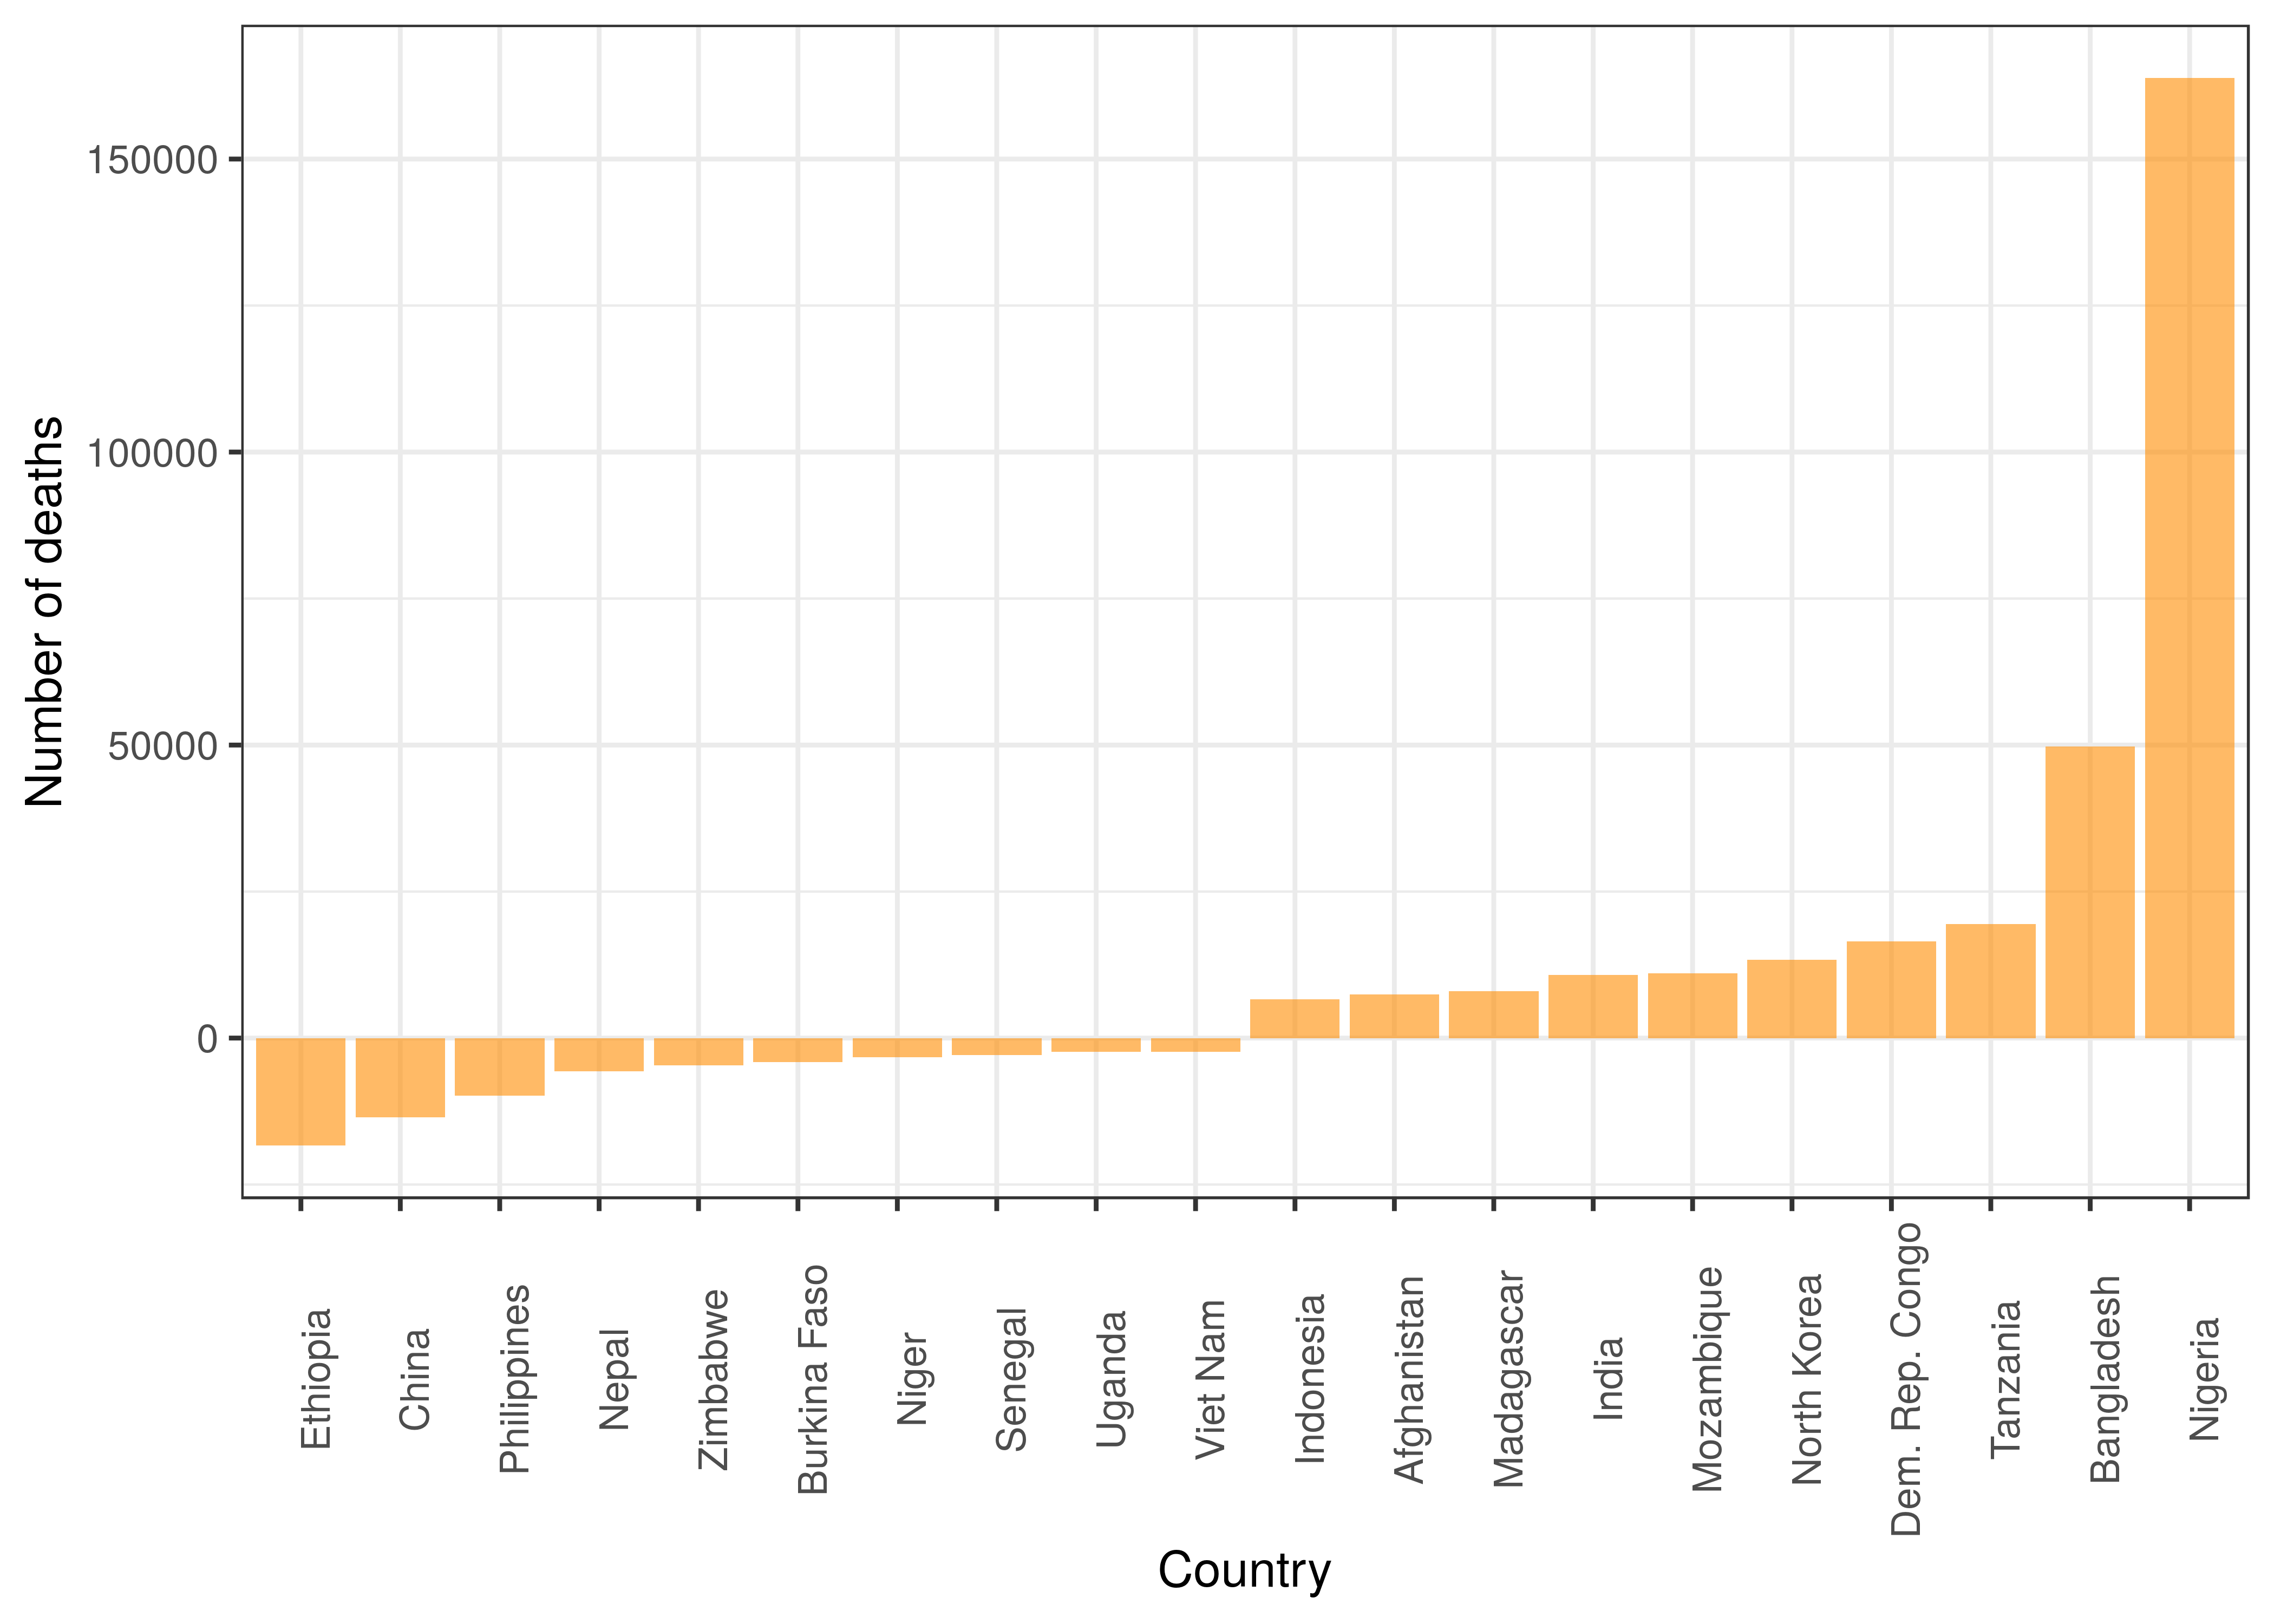 Number of deaths
150000
100000
50000
0
Ethiopia
China
Philippines
Nepal
Zimbabwe
Burkina Faso
Niger
Senegal
Uganda
Viet Nam
Indonesia
Afghanistan
Madagascar
India
Mozambique
North Korea
Dem. Rep. Congo
Tanzania
Bangladesh
Nigeria
Country